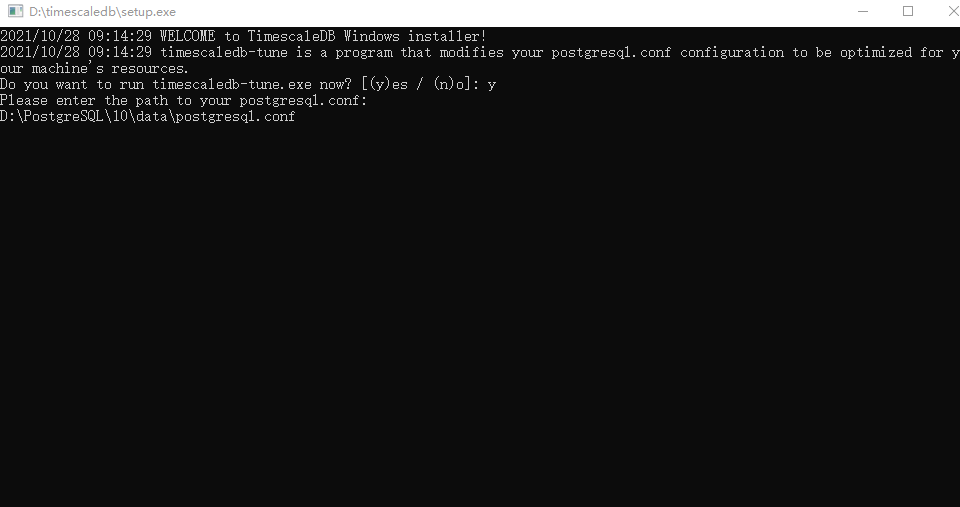 D:\timescaledb\setup.exe
2021/10/28 09:14:29 WELCOME to TimescaleDB Windows installer!
2021/10/28 09:14:29 timescaledb-tune is a program that modifies your postgresql.conf configuration to be optimized for y
our machine's resources.
Do you want to run timescaledb-tune.exe now? [(y)es / (n)o]: y
Please enter the path to your postgresql.conf:
D:\PostgreSQL\10\data\postgresql.conf